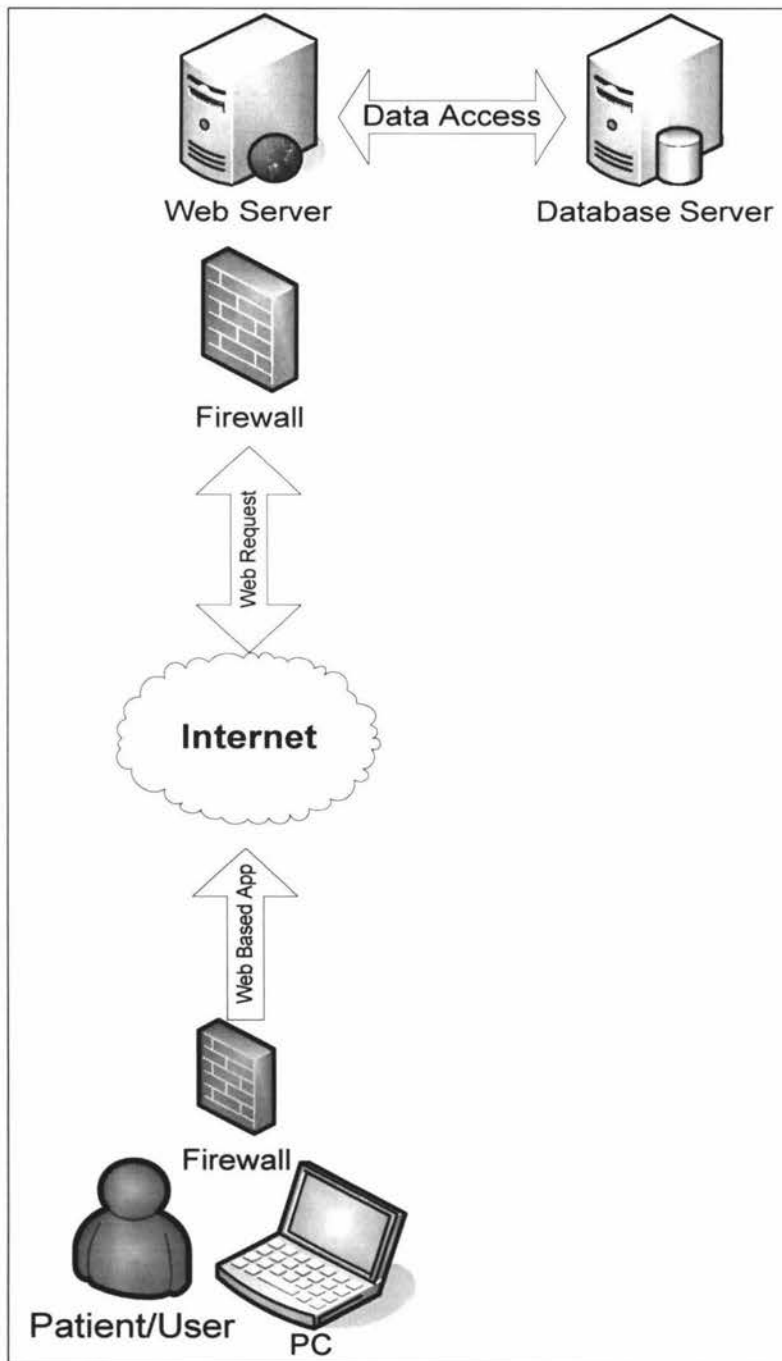 Data Access
Web Server
Database Server
Firewall
Web Request
Internet
Web Based App
Firewall
Patient/User
PC